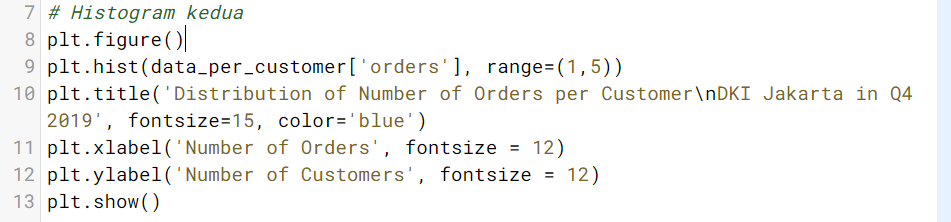 7 # Histogram kedua
8 plt.figure()
9 plt.hist(data_per_customer['orders'], range=(1,5))
10 plt.title('Distribution of Number of Orders per Customer\nDKI Jakarta in Q4
2019', fontsize=15, color='blue')
11 plt.xlabel('Number of Orders', fontsize = 12)
12 plt.ylabel('Number of Customers', fontsize = 12)
13 plt.show()